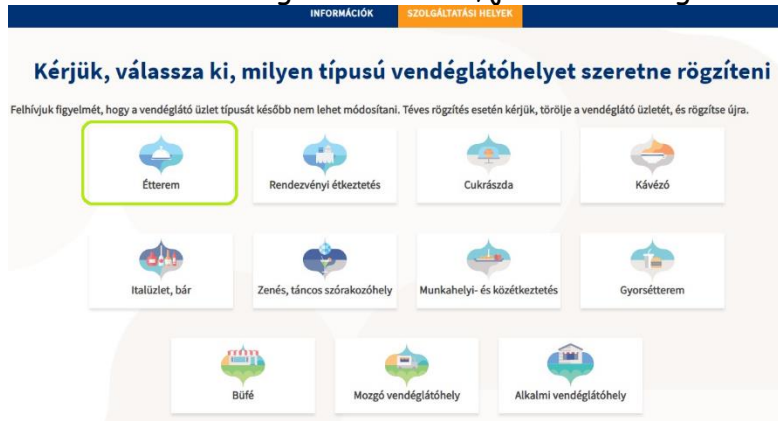 INFORMÁCIÓK SZOLGÁLTATÁSI HELYEK
Kérjük, válassza ki, milyen típusú vendéglátóhelyet szeretne rögzíteni
Felhívjuk figyelmét, hogy a vendéglátó üzlet típusát később nem lehet módosítani. Téves rögzítés esetén kérjük, törölje a vendéglátó üzletét, és rögzítse újra.
Étterem Rendezvényi étkeztetés Cukrászda Kávézó
Italüzlet, bár Zenés, táncos szórakozóhely Munkahelyi- és közétkeztetés Gyorsétterem
Büfé Mozgó vendéglátóhely Alkalmi vendéglátóhely